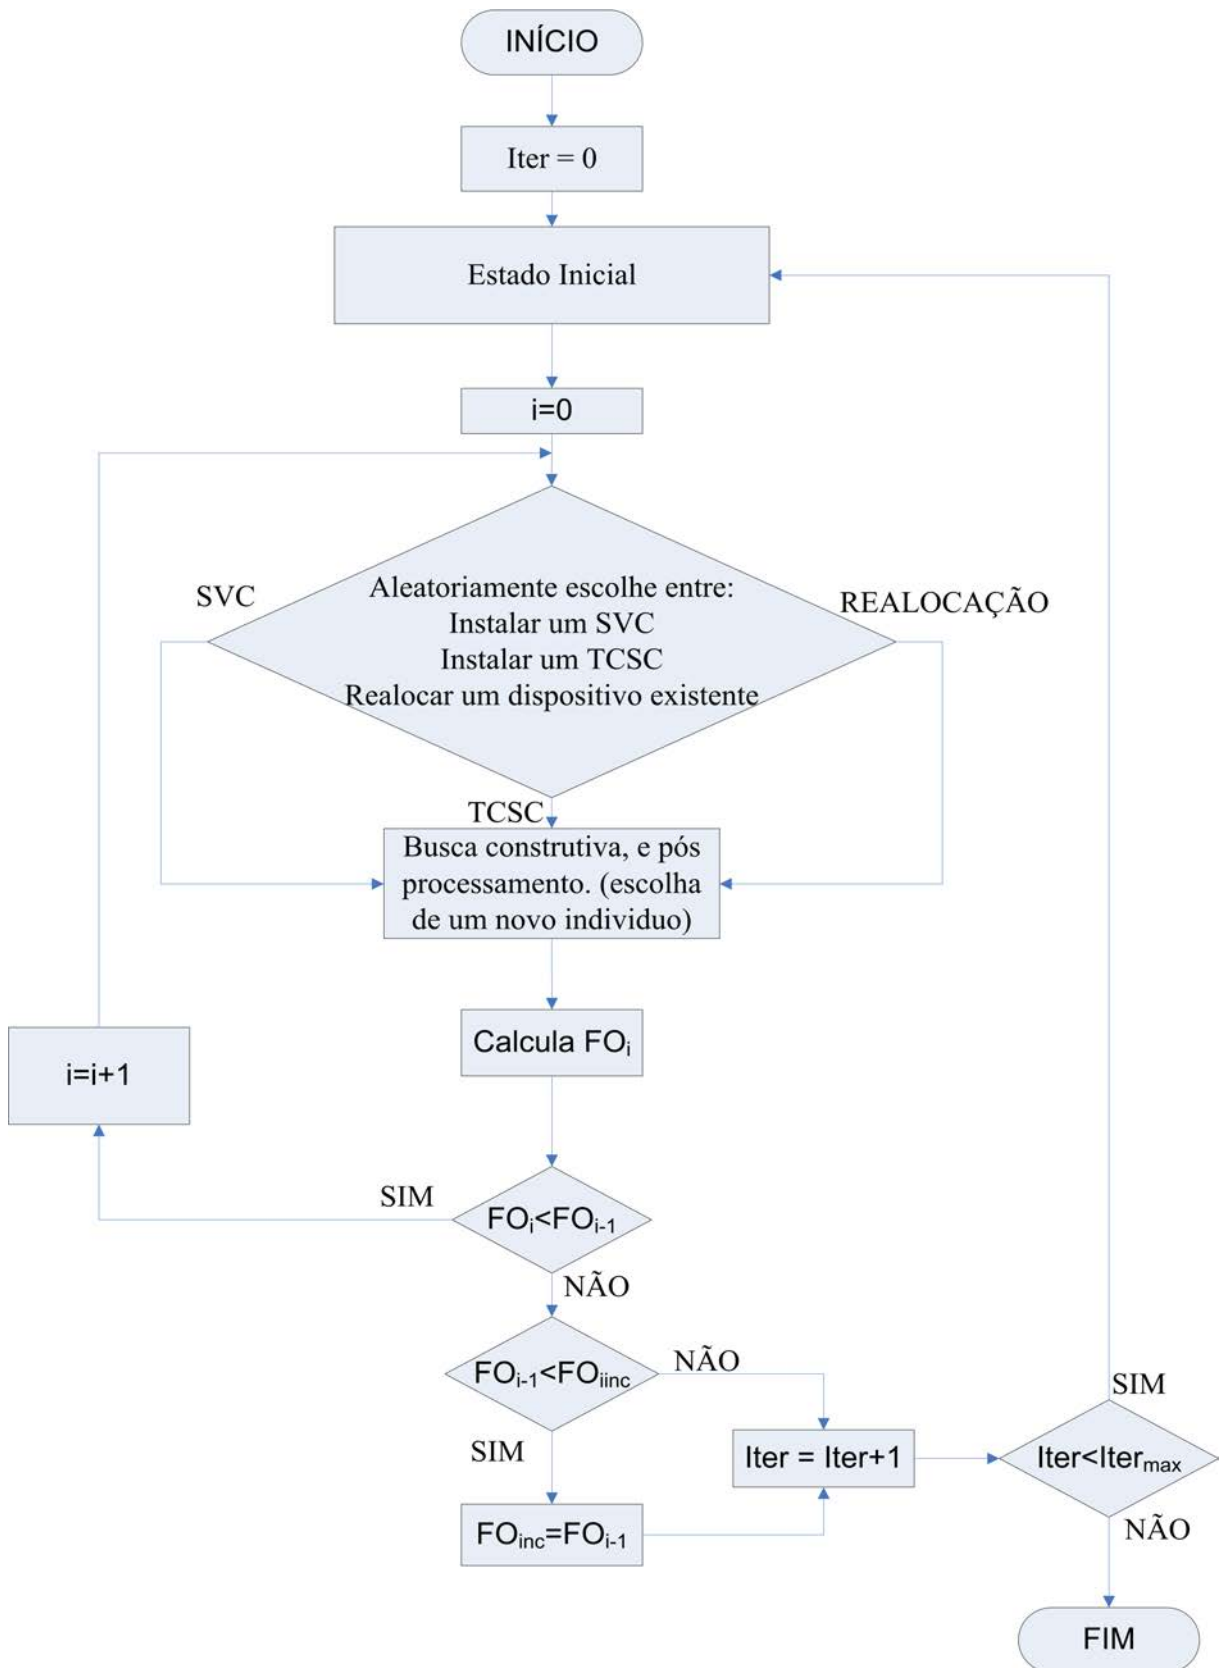 INÍCIO
Iter = 0
Estado Inicial
i=0
SVC
Aleatoriamente escolhe entre:
Instalar um SVC
Instalar um TCSC
Realocar um dispositivo existente
REALOCAÇÃO
TCSC
Busca construtiva, e pós
processamento. (escolha
de um novo individuo)
Calcula FOi
i=i+1
SIM
FOi<FOi-1
NÃO
FOi-1<FOiinc
NÃO
SIM
SIM
Iter = Iter+1
Iter<Itermax
FOinc=FOi-1
NÃO
FIM